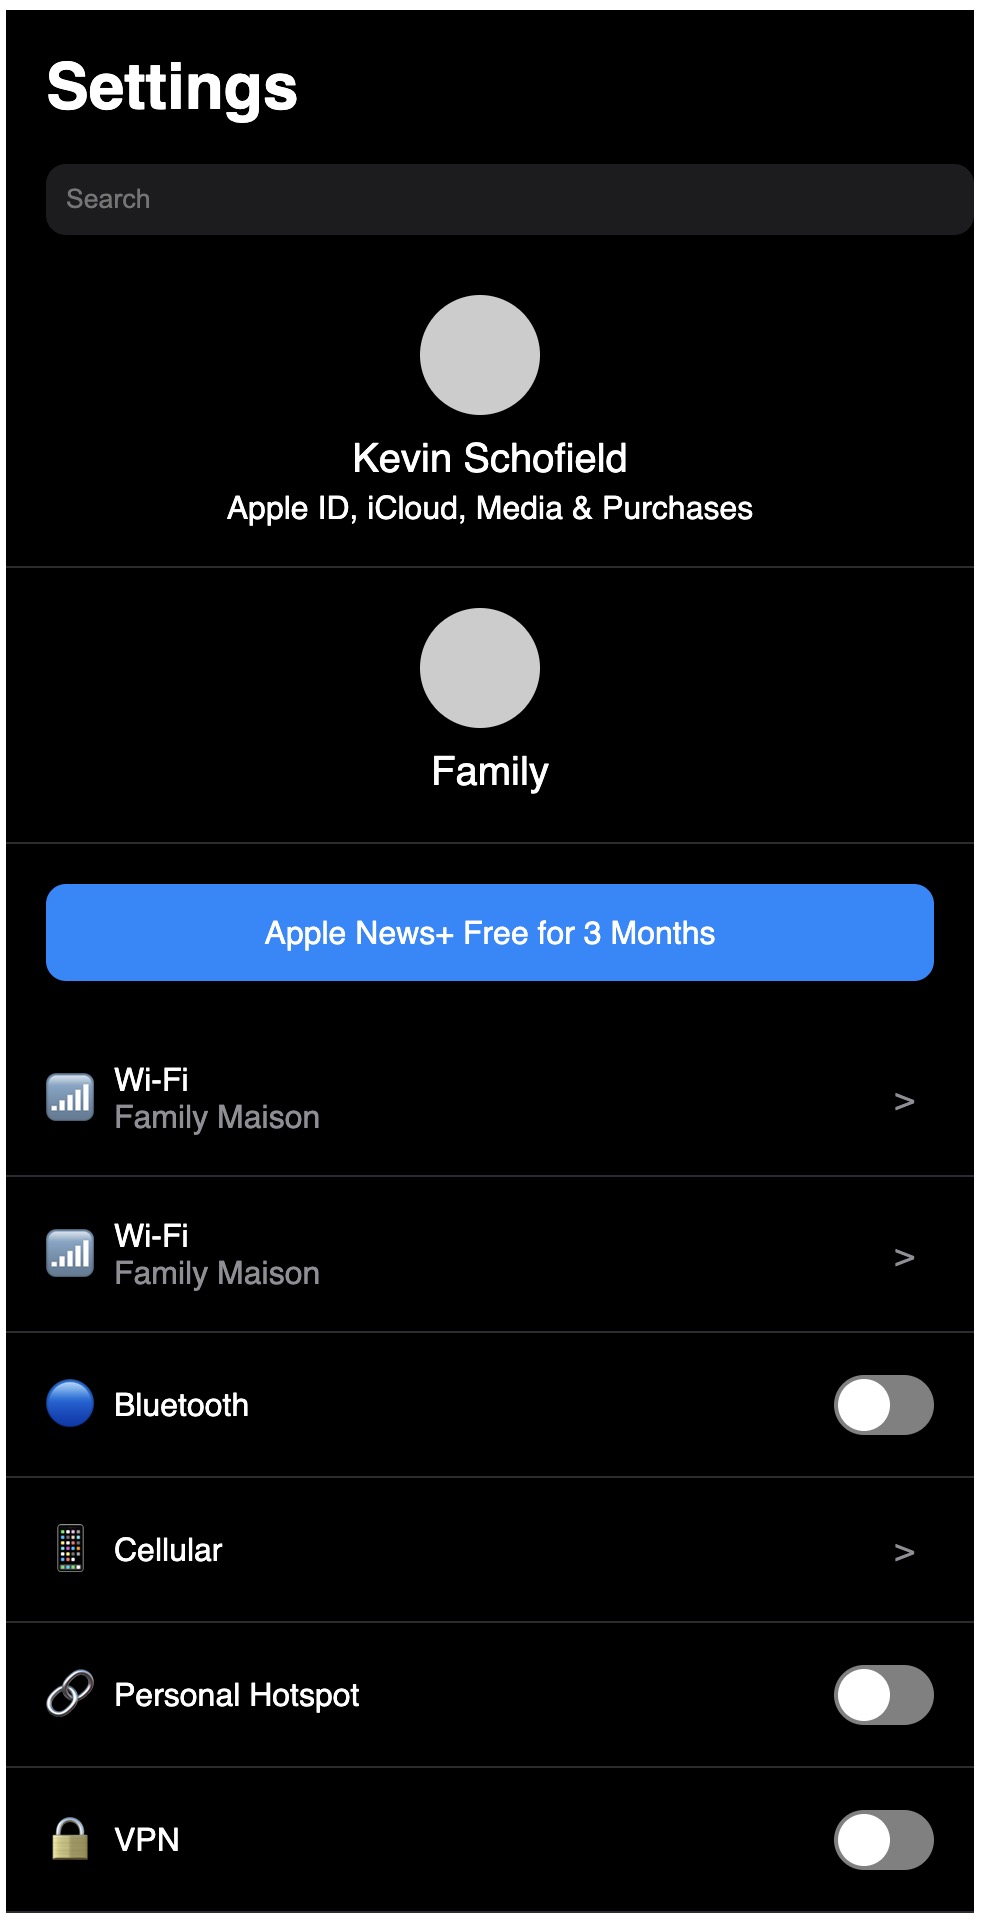 Settings
Search
Kevin Schofield
Apple ID, iCloud, Media & Purchases
Family
Apple News+ Free for 3 Months
Wi-Fi
Family Maison
>
Wi-Fi
Family Maison
>
Bluetooth
Cellular
>
Personal Hotspot
VPN